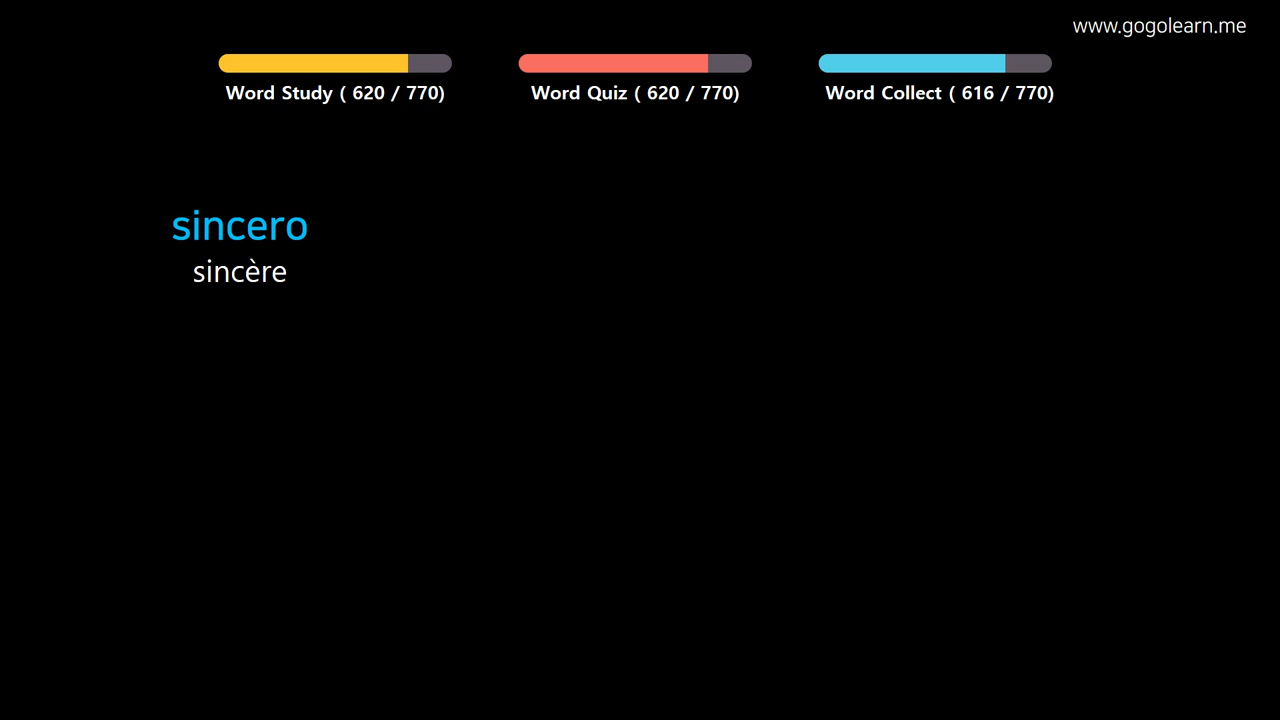 www.gogolearn.me
Word Study ( 620 / 770)
Word Quiz ( 620 / 770)
Word Collect ( 616 / 770)
sincero
sincère